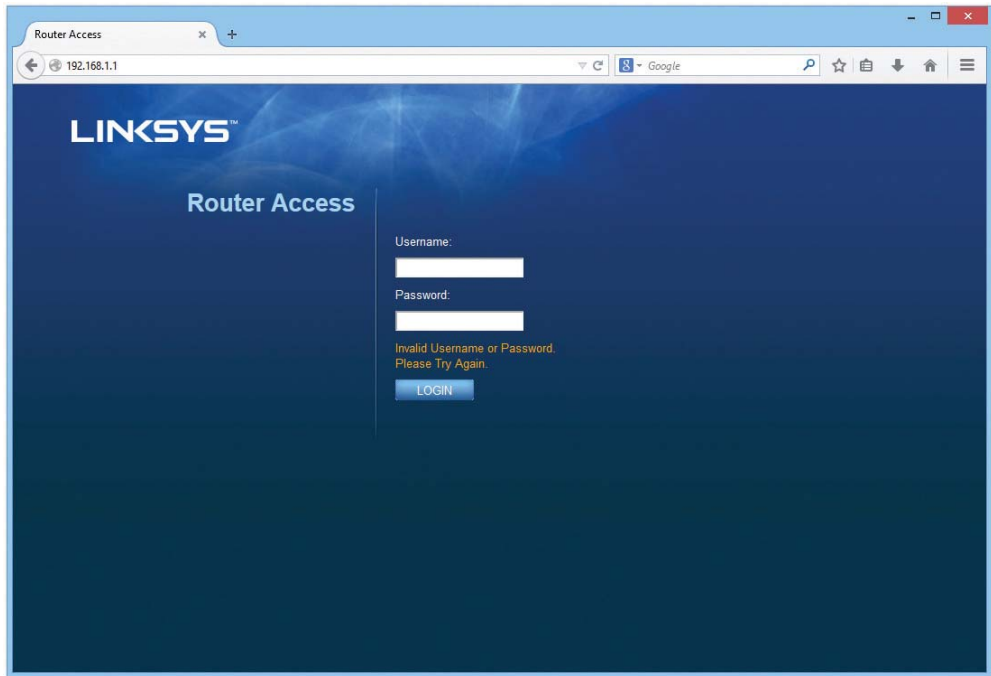 Router Access
192.168.1.1
Google
LINKSYS™
Router Access
Username:
Password:
Invalid Username or Password.
Please Try Again.
LOGIN